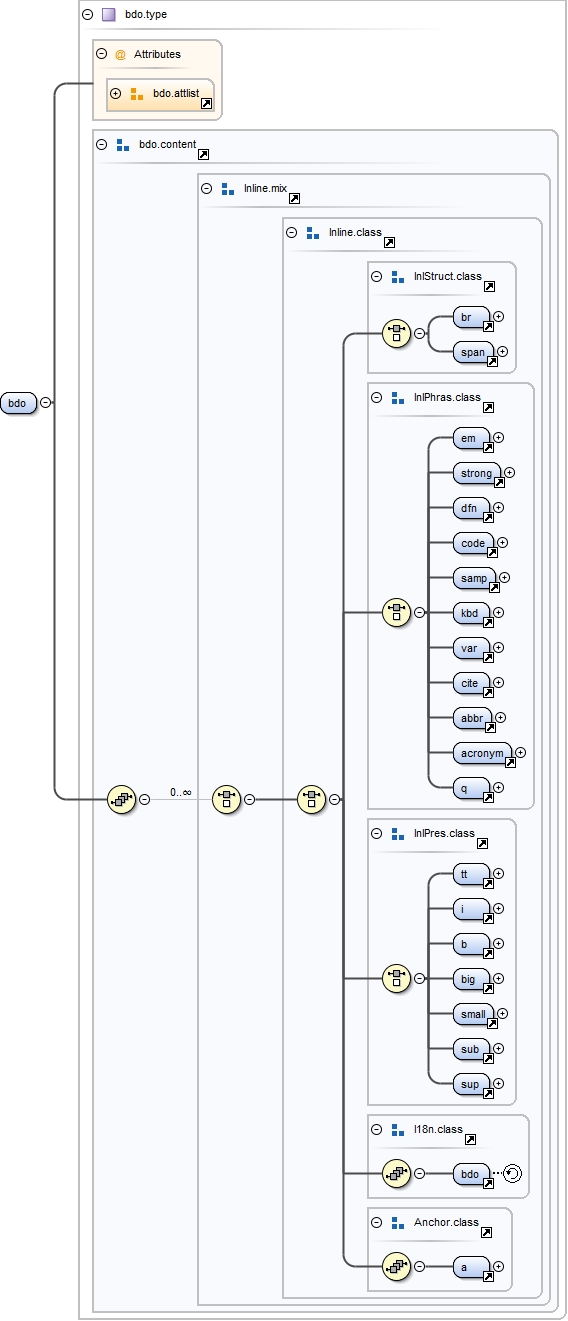 bdo.type
@ Attributes
bdo.attlist
bdo.content
Inline.mix
Inline.class
InlStruct.class
br
span
bdo
InlPhras.class
em
strong
dfn
code
samp
kbd
var
cite
abbr
acronym
q
0..∞
InlPres.class
tt
i
b
big
small
sub
sup
I18n.class
bdo
Anchor.class
a